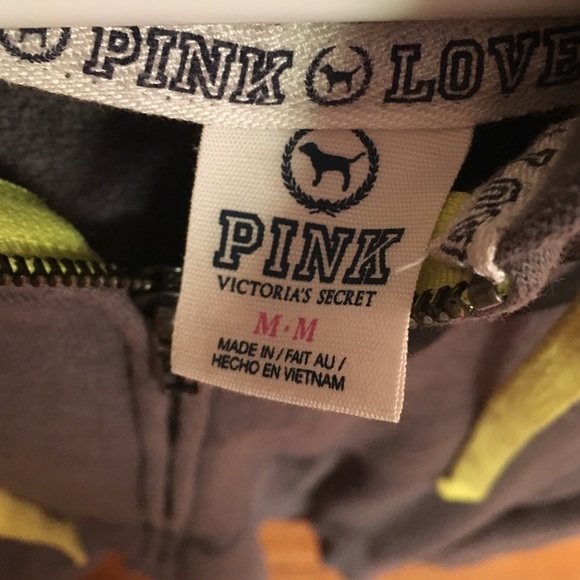 PINK LOVE
PINK
VICTORIA'S SECRET
M·M
MADE IN / FAIT AU /
HECHO EN VIETNAM